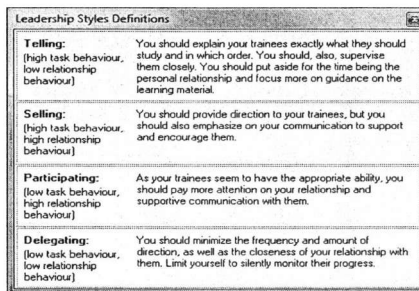 Leadership Styles Definitions
Telling:
(high task behaviour,
low relationship
behaviour)
You should explain your trainees exactly what they should
study and in which order. You should, also, supervise
them closely. You should put aside for the time being the
personal relationship and focus more on guidance on the
learning material.
Selling:
(high task behaviour,
high relationship
behaviour)
You should provide direction to your trainees, but you
should also emphasize on your communication to support
and encourage them.
Participating:
(low task behaviour,
high relationship
behaviour)
As your trainees seem to have the appropriate ability, you
should pay more attention on your relationship and
supportive communication with them.
Delegating:
(low task behaviour,
low relationship
behaviour)
You should minimize the frequency and amount of
direction, as well as the closeness of your relationship with
them. Limit yourself to silently monitor their progress.